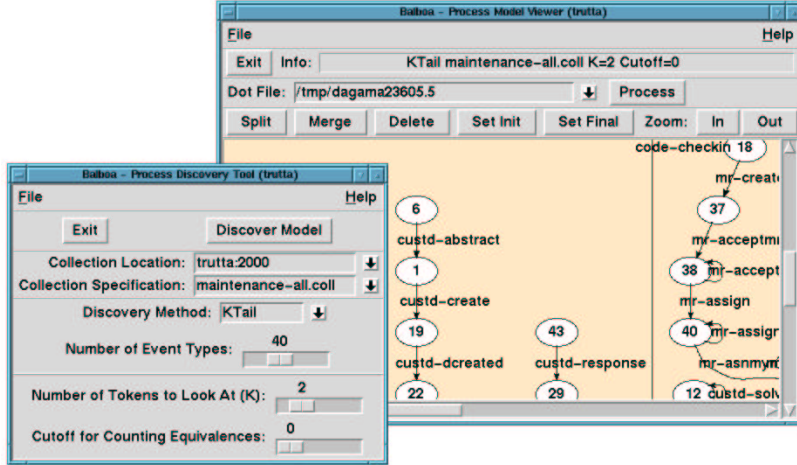 Balboa - Process Model Viewer (trutta)
File Help
Exit Info: KTail maintenance-all.coll K=2 Cutoff=0
Dot File: /tmp/dagama23605.5 Process
Split Merge Delete Set Init Set Final Zoom: In Out
code-checkin 18
mr-create
6 37
custd-abstract mr-acceptmr
1 38 mr-accept
custd-create mr-assign
19 43 40 mr-assign
custd-dcreated custd-response
22 29 12 custd-solv
Balboa - Process Discovery Tool (trutta)
File Help
Exit Discover Model
Collection Location: trutta:2000
Collection Specification: maintenance-all.coll
Discovery Method: KTail
40
Number of Event Types:
2
Number of Tokens to Look At (K):
0
Cutoff for Counting Equivalences: